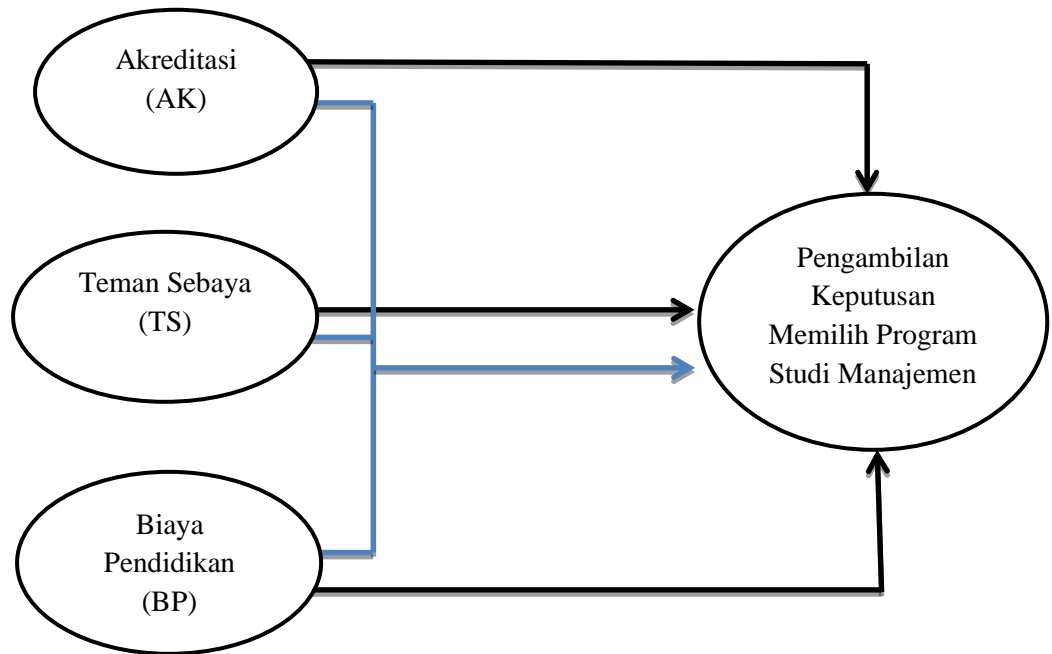 Akreditasi
(AK)
Teman Sebaya
(TS)
Biaya
Pendidikan
(BP)
Pengambilan
Keputusan
Memilih Program
Studi Manajemen